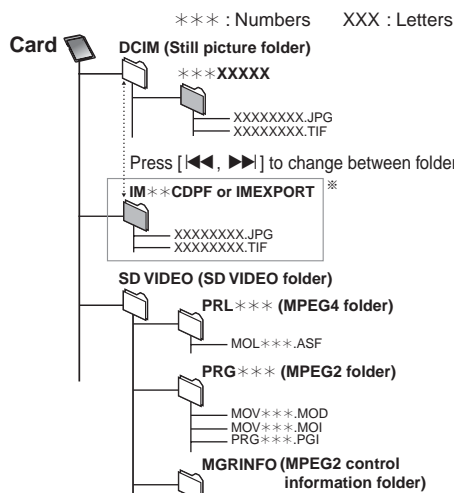 ∗∗∗ : Numbers XXX : Letters
Card
DCIM (Still picture folder)
∗∗∗XXXXX
XXXXXXXX.JPG
XXXXXXXX.TIF
Press [⏮, ⏭] to change between folder
IM∗∗CDPF or IMEXPORT ※
XXXXXXXX.JPG
XXXXXXXX.TIF
SD VIDEO (SD VIDEO folder)
PRL∗∗∗ (MPEG4 folder)
MOL∗∗∗.ASF
PRG∗∗∗ (MPEG2 folder)
MOV∗∗∗.MOD
MOV∗∗∗.MOI
PRG∗∗∗.PGI
MGRINFO (MPEG2 control
information folder)